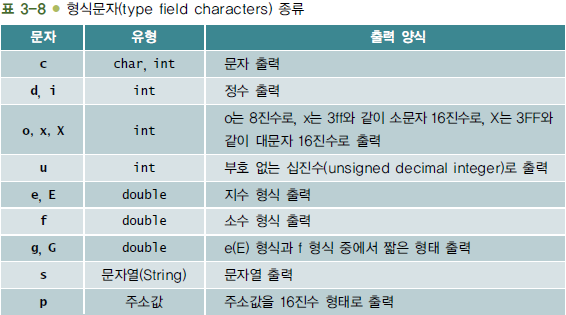 표 3-8 ● 형식문자(type field characters) 종류
문자 유형 출력 양식
c char, int 문자 출력
d, i int 정수 출력
o, x, X int o는 8진수로, x는 3ff와 같이 소문자 16진수로, X는 3FF와
같이 대문자 16진수로 출력
u int 부호 없는 십진수(unsigned decimal integer)로 출력
e, E double 지수 형식 출력
f double 소수 형식 출력
g, G double e(E) 형식과 f 형식 중에서 짧은 형태 출력
s 문자열(String) 문자열 출력
p 주소값 주소값을 16진수 형태로 출력